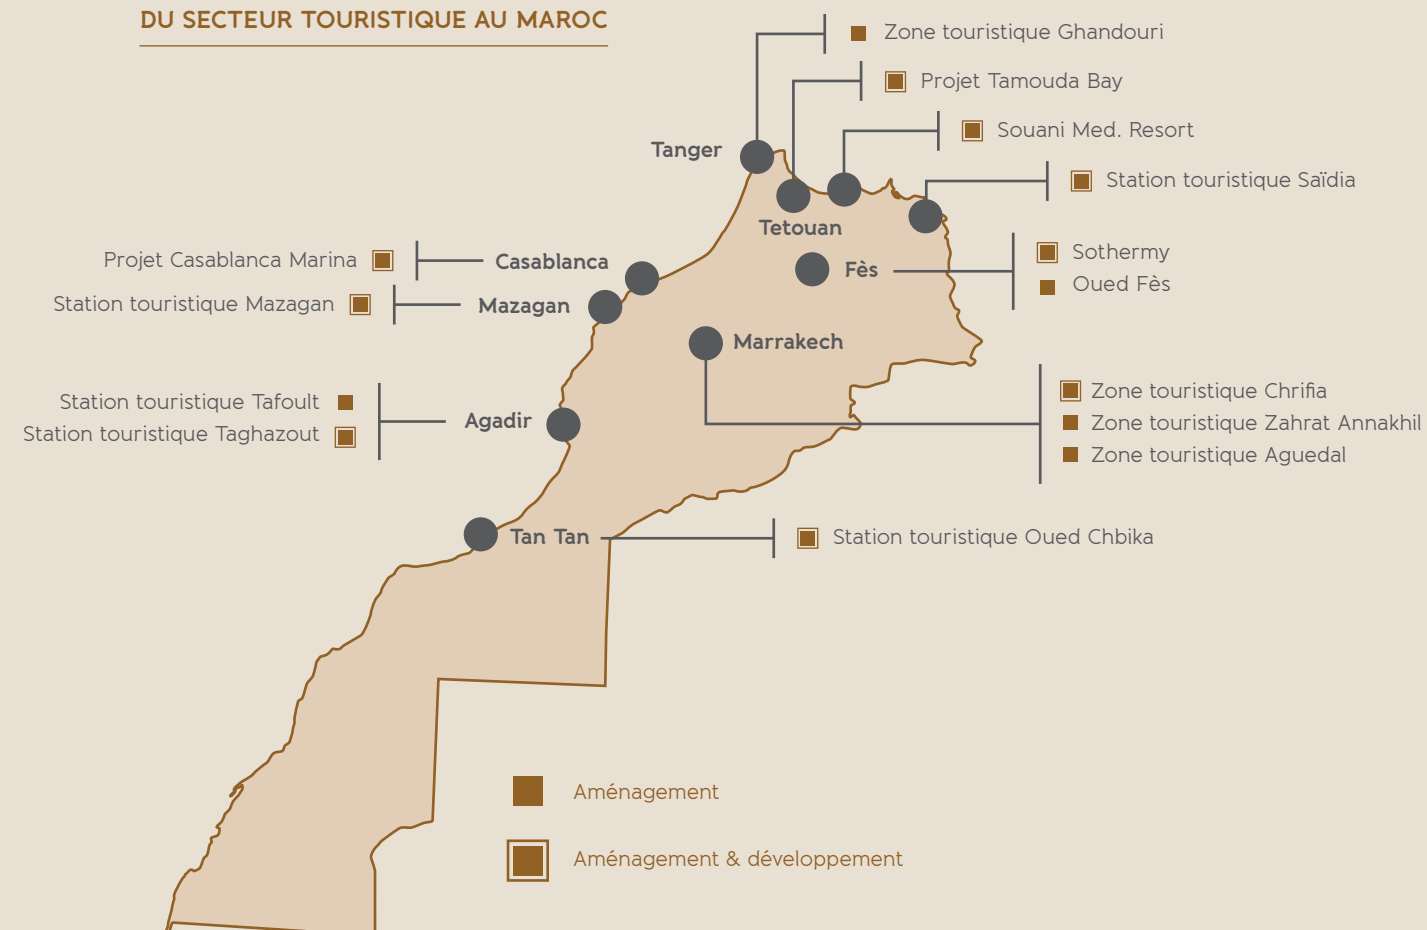 DU SECTEUR TOURISTIQUE AU MAROC
Zone touristique Ghandouri
Projet Tamouda Bay
Souani Med. Resort
Tanger
Station touristique Saïdia
Tetouan
Projet Casablanca Marina
Casablanca
Fès
Sothermy
Oued Fès
Station touristique Mazagan
Mazagan
Marrakech
Zone touristique Chrifia
Zone touristique Zahrat Annakhil
Zone touristique Aguedal
Station touristique Tafoult
Station touristique Taghazout
Agadir
Tan Tan
Station touristique Oued Chbika
Aménagement
Aménagement & développement